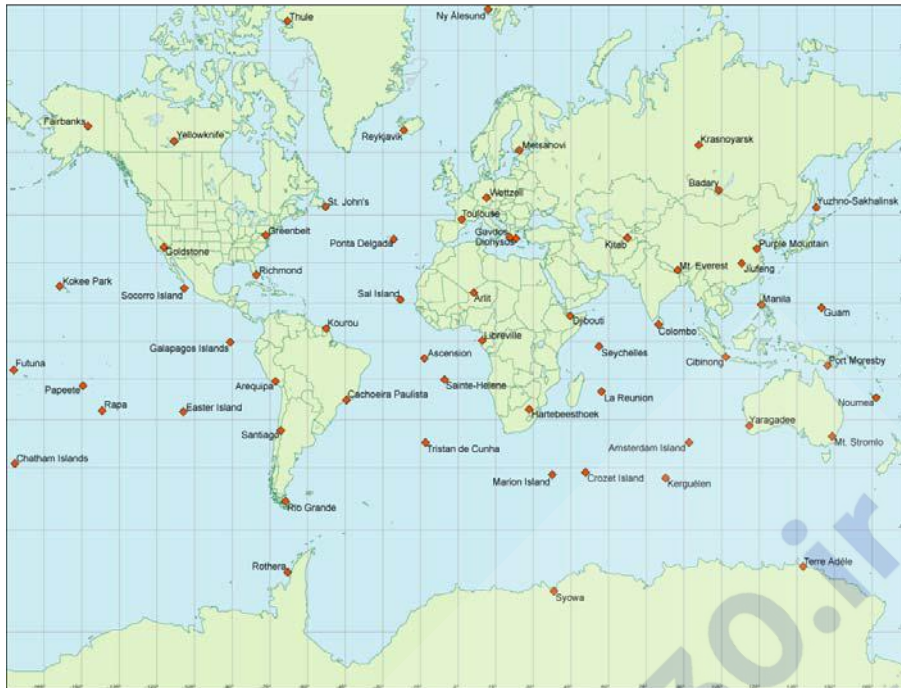 Thule
Ny Ålesund
Fairbanks
Yellowknife
Reykjavik
Metsahovi
Krasnoyarsk
Badary
Wettzell
St. John's
Yuzhno-Sakhalinsk
Toulouse
Greenbelt
Ponta Delgada
Gavdos
Dionysos
Kitab
Purple Mountain
Goldstone
Richmond
Mt. Everest
Jiufeng
Kokee Park
Socorro Island
Sal Island
Arlit
Manila
Guam
Djibouti
Kourou
Colombo
Libreville
Galapagos Islands
Ascension
Seychelles
Cibinong
Port Moresby
Futuna
Papeete
Arequipa
Sainte-Helene
Cachoeira Paulista
La Reunion
Noumea
Rapa
Easter Island
Hartebeesthoek
Yaragadee
Santiago
Tristan de Cunha
Amsterdam Island
Mt. Stromlo
Chatham Islands
Marion Island
Crozet Island
Kerguelen
Rio Grande
Rothera
Terre Adélie
Syowa